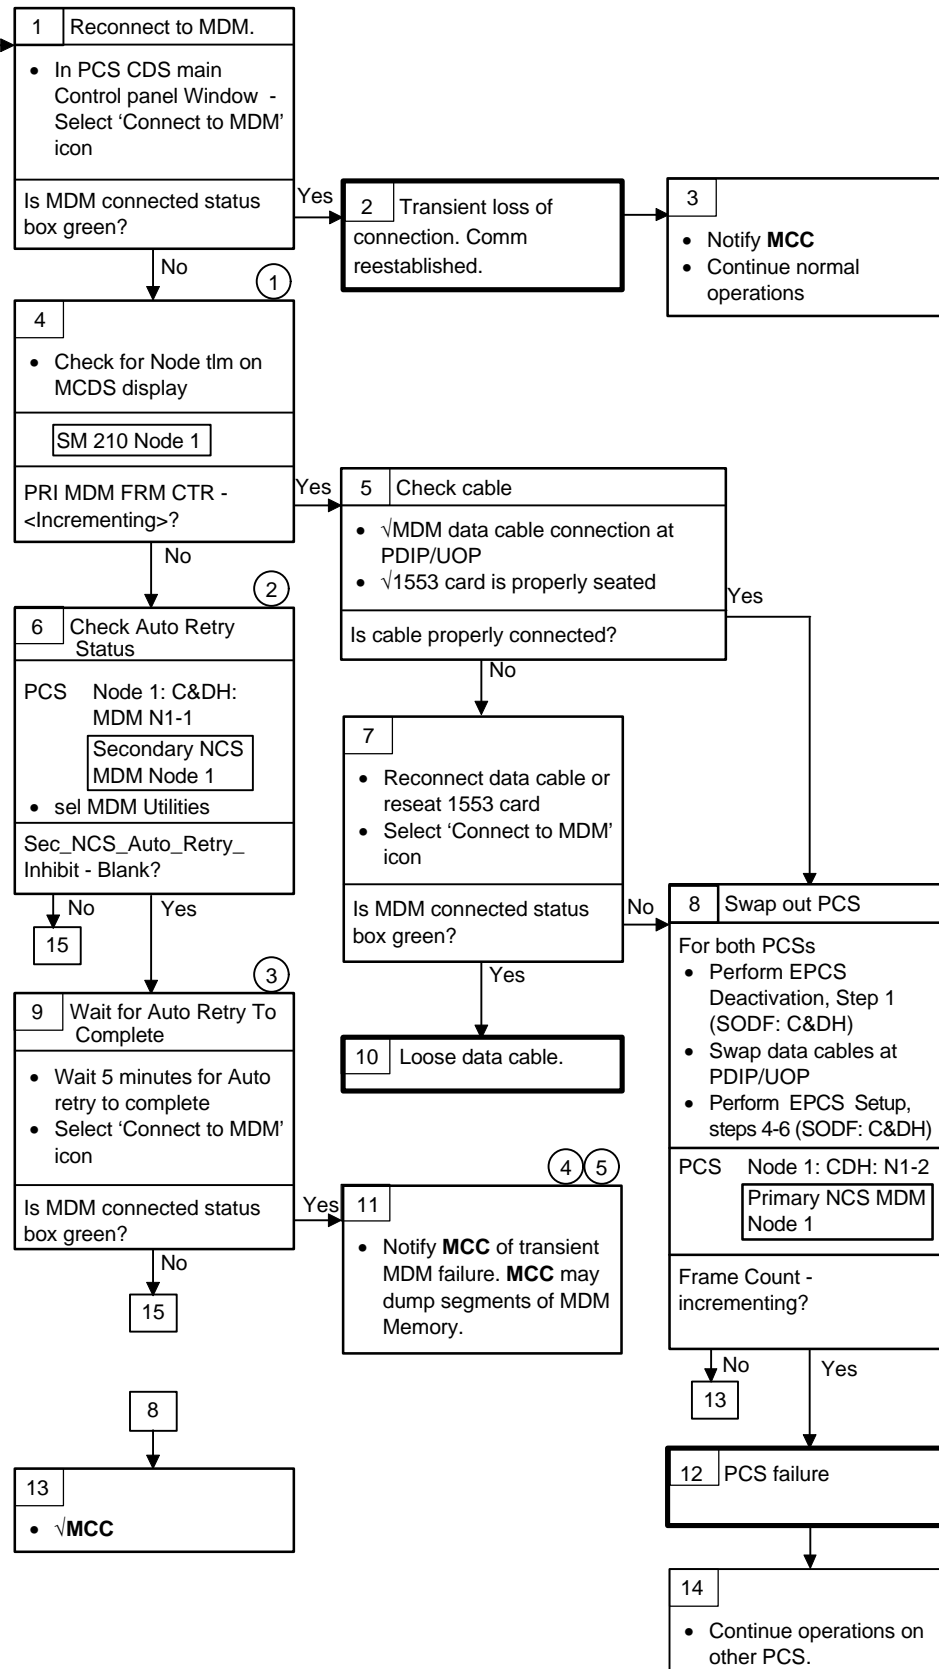 1 Reconnect to MDM.
• In PCS CDS main
Control panel Window -
Select ‘Connect to MDM’
icon
Is MDM connected status
box green?
Yes
No
2 Transient loss of
connection. Comm
reestablished.
3
• Notify MCC
• Continue normal
operations
1
4
• Check for Node tlm on
MCDS display
SM 210 Node 1
PRI MDM FRM CTR -
<Incrementing>?
Yes
No
5 Check cable
• √MDM data cable connection at
PDIP/UOP
• √1553 card is properly seated
Is cable properly connected?
Yes
No
2
6 Check Auto Retry
Status
PCS Node 1: C&DH:
MDM N1-1
Secondary NCS
MDM Node 1
• sel MDM Utilities
Sec_NCS_Auto_Retry_
Inhibit - Blank?
No
Yes
15
7
• Reconnect data cable or
reseat 1553 card
• Select ‘Connect to MDM’
icon
Is MDM connected status
box green?
No
Yes
8 Swap out PCS
For both PCSs
• Perform EPCS
Deactivation, Step 1
(SODF: C&DH)
• Swap data cables at
PDIP/UOP
• Perform EPCS Setup,
steps 4-6 (SODF: C&DH)
PCS Node 1: CDH: N1-2
Primary NCS MDM
Node 1
Frame Count -
incrementing?
No
Yes
13
3
9 Wait for Auto Retry To
Complete
• Wait 5 minutes for Auto
retry to complete
• Select ‘Connect to MDM’
icon
Is MDM connected status
box green?
Yes
No
15
10 Loose data cable.
4 5
11
• Notify MCC of transient
MDM failure. MCC may
dump segments of MDM
Memory.
8
13
• √MCC
12 PCS failure
14
• Continue operations on
other PCS.